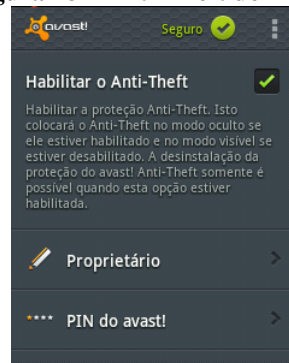 avast!
Seguro
Habilitar o Anti-Theft
Habilitar a proteção Anti-Theft. Isto
colocará o Anti-Theft no modo oculto se
ele estiver habilitado e no modo visível se
estiver desabilitado. A desinstalação da
proteção do avast! Anti-Theft somente é
possível quando esta opção estiver
habilitada.
Proprietário
**** PIN do avast!